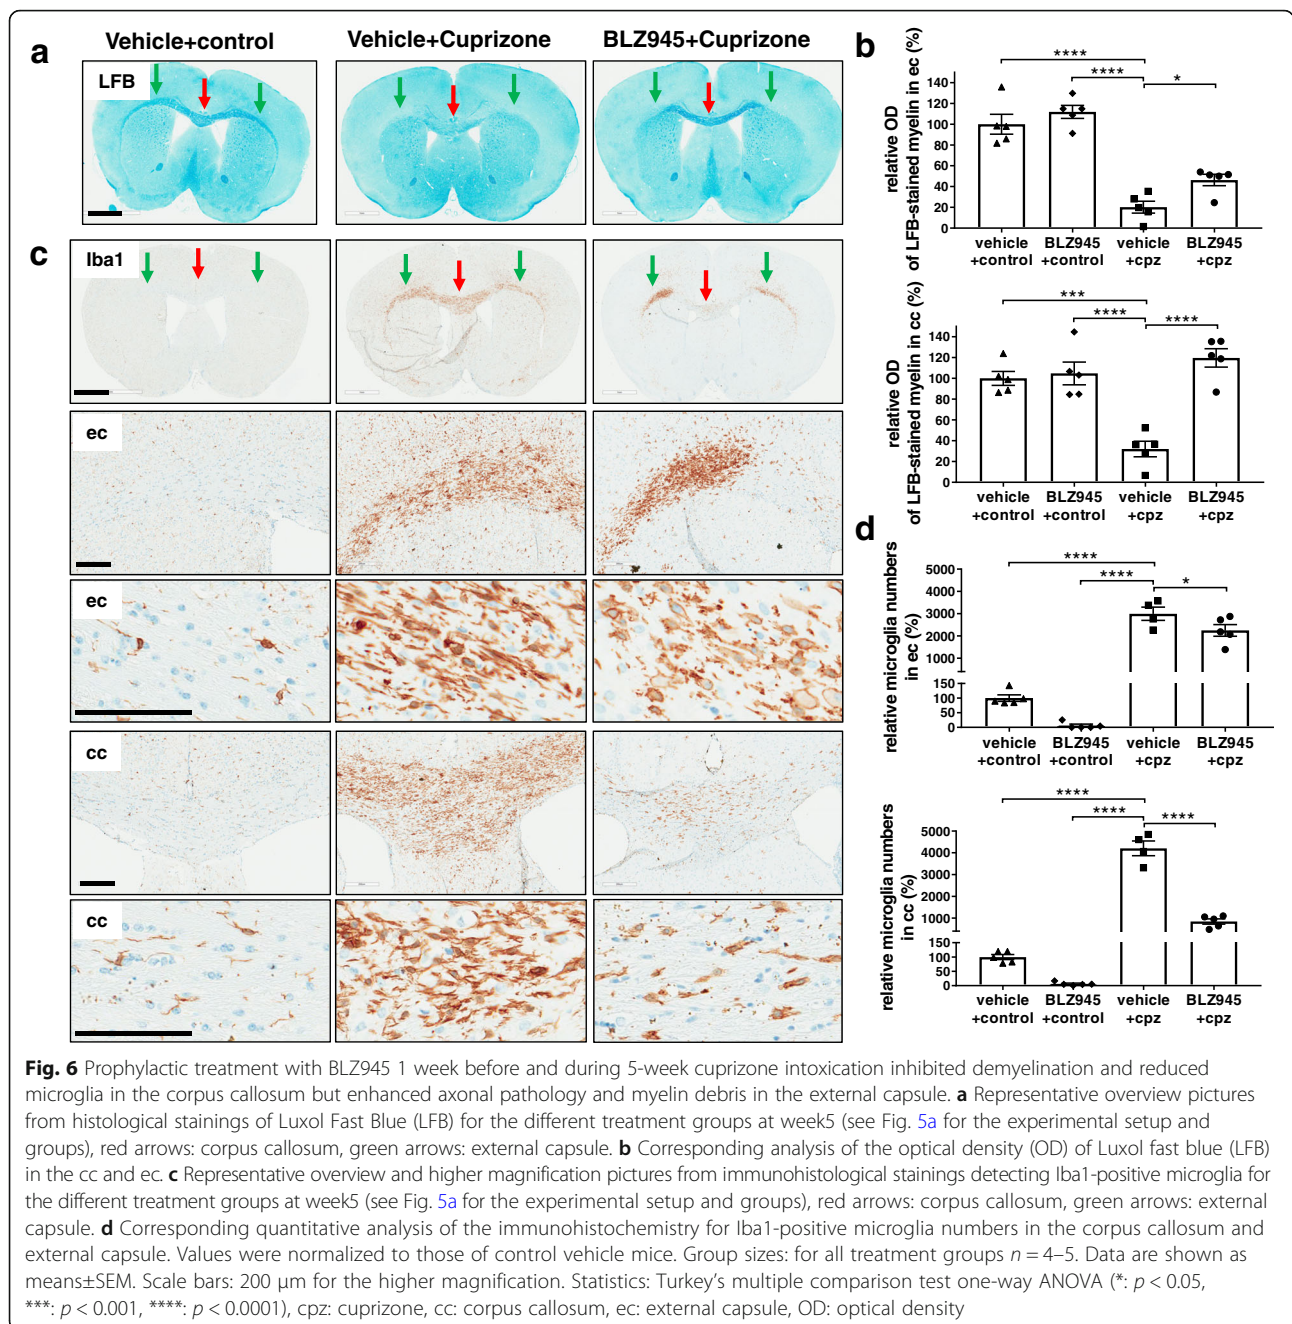 a
Vehicle+control
Vehicle+Cuprizone
BLZ945+Cuprizone
LFB
b
relative OD
of LFB-stained myelin in ec (%)
****
****
*
140
120
100
80
60
40
20
0
vehicle +control
BLZ945 +control
vehicle +cpz
BLZ945 +cpz
relative OD
of LFB-stained myelin in cc (%)
***
****
****
140
120
100
80
60
40
20
0
vehicle +control
BLZ945 +control
vehicle +cpz
BLZ945 +cpz
c
Iba1
ec
ec
cc
cc
d
relative microglia numbers
in ec (%)
****
****
*
5000
4000
3000
2000
1000
150
100
50
0
vehicle +control
BLZ945 +control
vehicle +cpz
BLZ945 +cpz
relative microglia numbers
in cc (%)
****
****
****
5000
4000
3000
2000
1000
150
100
50
0
vehicle +control
BLZ945 +control
vehicle +cpz
BLZ945 +cpz
Fig. 6 Prophylactic treatment with BLZ945 1 week before and during 5-week cuprizone intoxication inhibited demyelination and reduced
microglia in the corpus callosum but enhanced axonal pathology and myelin debris in the external capsule. a Representative overview pictures
from histological stainings of Luxol Fast Blue (LFB) for the different treatment groups at week5 (see Fig. 5a for the experimental setup and
groups), red arrows: corpus callosum, green arrows: external capsule. b Corresponding analysis of the optical density (OD) of Luxol fast blue (LFB)
in the cc and ec. c Representative overview and higher magnification pictures from immunohistological stainings detecting Iba1-positive microglia for
the different treatment groups at week5 (see Fig. 5a for the experimental setup and groups), red arrows: corpus callosum, green arrows: external
capsule. d Corresponding quantitative analysis of the immunohistochemistry for Iba1-positive microglia numbers in the corpus callosum and
external capsule. Values were normalized to those of control vehicle mice. Group sizes: for all treatment groups n = 4–5. Data are shown as
means±SEM. Scale bars: 200 μm for the higher magnification. Statistics: Turkey's multiple comparison test one-way ANOVA (*: p < 0.05,
***: p < 0.001, ****: p < 0.0001), cpz: cuprizone, cc: corpus callosum, ec: external capsule, OD: optical density